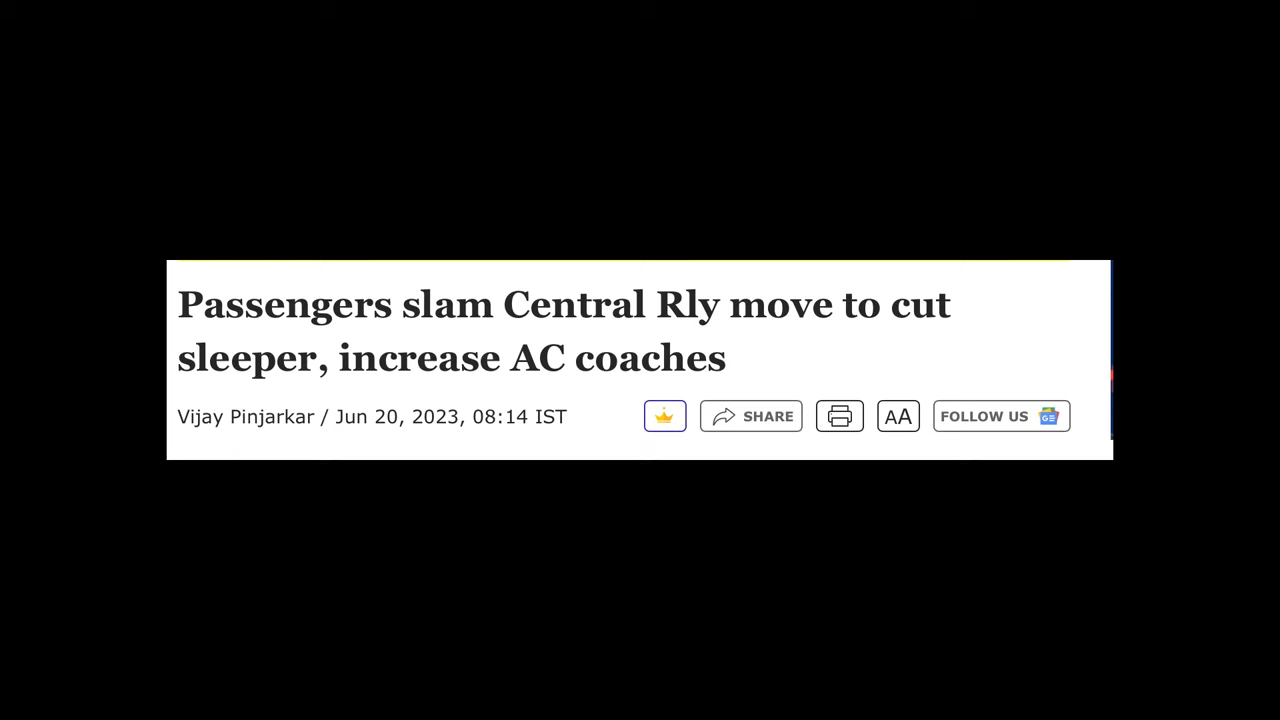 Passengers slam Central Rly move to cut
sleeper, increase AC coaches
Vijay Pinjarkar / Jun 20, 2023, 08:14 IST SHARE AA FOLLOW US GE